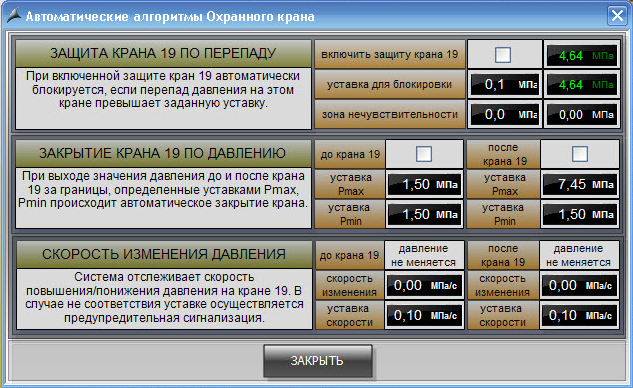 Автоматические алгоритмы Охранного крана
ЗАЩИТА КРАНА 19 ПО ПЕРЕПАДУ
включить защиту крана 19
4,64 МПа
При включенной защите кран 19 автоматически
блокируется, если перепад давления на этом
кране превышает заданную уставку.
уставка для блокировки
0,1 МПа
4,64 МПа
зона нечувствительности
0,0 МПа
0,00 МПа
ЗАКРЫТИЕ КРАНА 19 ПО ДАВЛЕНИЮ
до крана 19
после
крана 19
При выходе значения давления до и после крана
19 за границы, определенные уставками Pmax,
Pmin происходит автоматическое закрытие крана.
уставка
Pmax
1,50 МПа
уставка
Pmax
7,45 МПа
уставка
Pmin
1,50 МПа
уставка
Pmin
1,50 МПа
СКОРОСТЬ ИЗМЕНЕНИЯ ДАВЛЕНИЯ
до крана 19
давление
не меняется
после
крана 19
давление
не меняется
Система отслеживает скорость
повышения/понижения давления на кране 19. В
случае не соответствия уставке осуществляется
предупредительная сигнализация.
скорость
изменения
0,00 МПа/с
скорость
изменения
0,00 МПа/с
уставка
скорости
0,10 МПа/с
уставка
скорости
0,10 МПа/с
ЗАКРЫТЬ